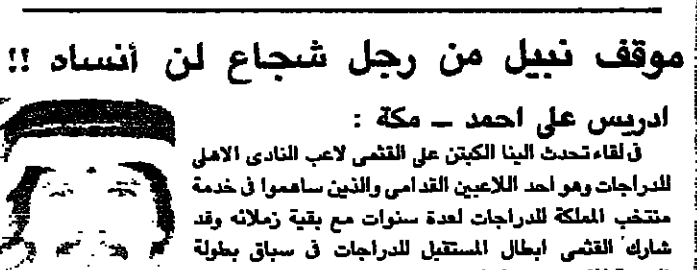 موقف نبيل من رجل شجاع لن أنساه !!
ادريس على احمد ــ مكة :
فى لقاء تحدث الينا الكبتن على القثمى لاعب النادى الاهلى
للدراجات وهو احد اللاعبين القدامى والذين ساهموا فى خدمة
منتخب المملكة للدراجات لعدة سنوات مع بقية زملائه وقد
شارك القثمى ابطال المستقبل للدراجات فى سباق بطولة